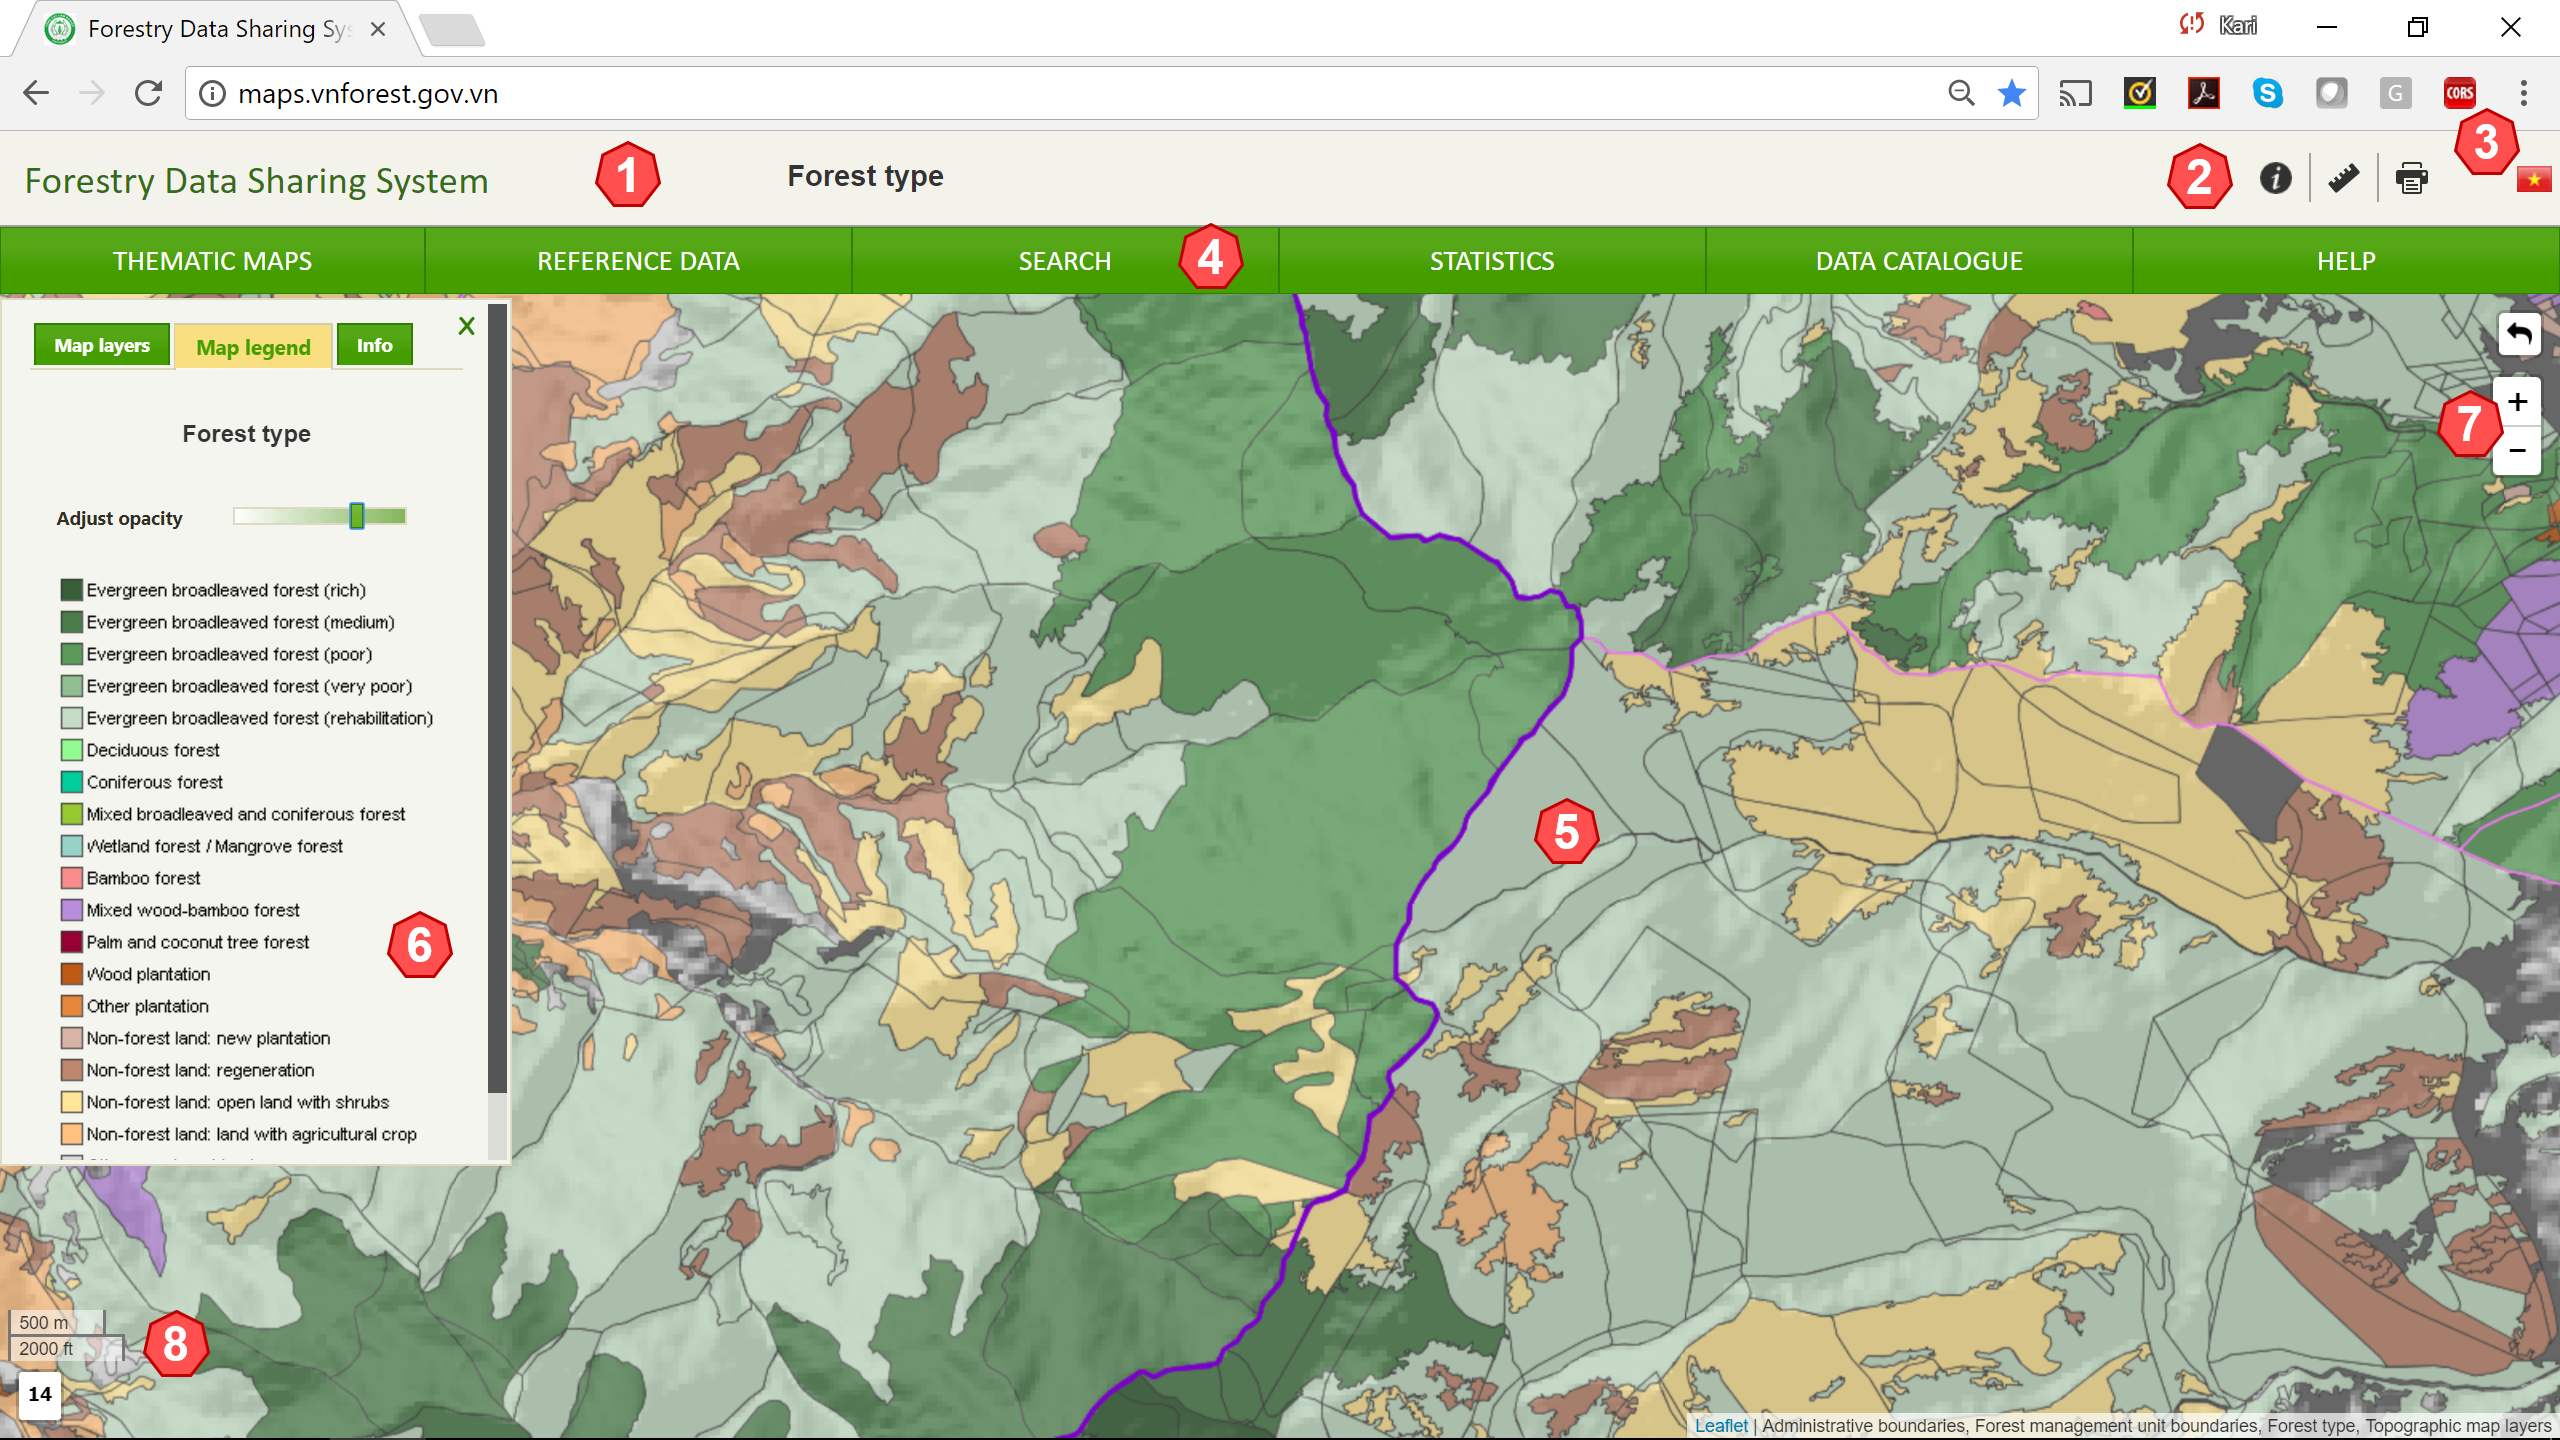 Forestry Data Sharing Sys
Kari
maps.vnforest.gov.vn
G
CORS
Forestry Data Sharing System
1
Forest type
2
3
THEMATIC MAPS
REFERENCE DATA
SEARCH
4
STATISTICS
DATA CATALOGUE
HELP
Map layers
Map legend
Info
X
Forest type
Adjust opacity
Evergreen broadleaved forest (rich)
Evergreen broadleaved forest (medium)
Evergreen broadleaved forest (poor)
Evergreen broadleaved forest (very poor)
Evergreen broadleaved forest (rehabilitation)
Deciduous forest
Coniferous forest
Mixed broadleaved and coniferous forest
Wetland forest / Mangrove forest
Bamboo forest
Mixed wood-bamboo forest
Palm and coconut tree forest
Wood plantation
Other plantation
Non-forest land: new plantation
Non-forest land: regeneration
Non-forest land: open land with shrubs
Non-forest land: land with agricultural crop
6
5
7
+
−
500 m
2000 ft
8
14
Leaflet | Administrative boundaries, Forest management unit boundaries, Forest type, Topographic map layers